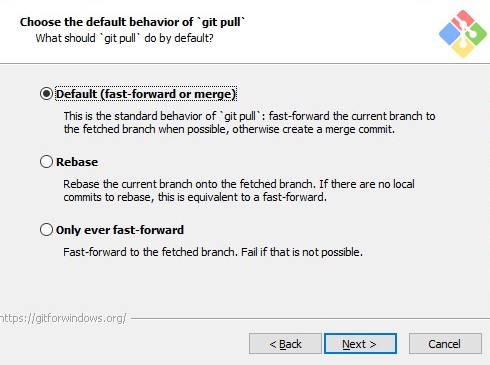 Choose the default behavior of `git pull`
What should `git pull` do by default?
Default (fast-forward or merge)
This is the standard behavior of `git pull`: fast-forward the current branch to
the fetched branch when possible, otherwise create a merge commit.
Rebase
Rebase the current branch onto the fetched branch. If there are no local
commits to rebase, this is equivalent to a fast-forward.
Only ever fast-forward
Fast-forward to the fetched branch. Fail if that is not possible.
https://gitforwindows.org/
< Back
Next >
Cancel